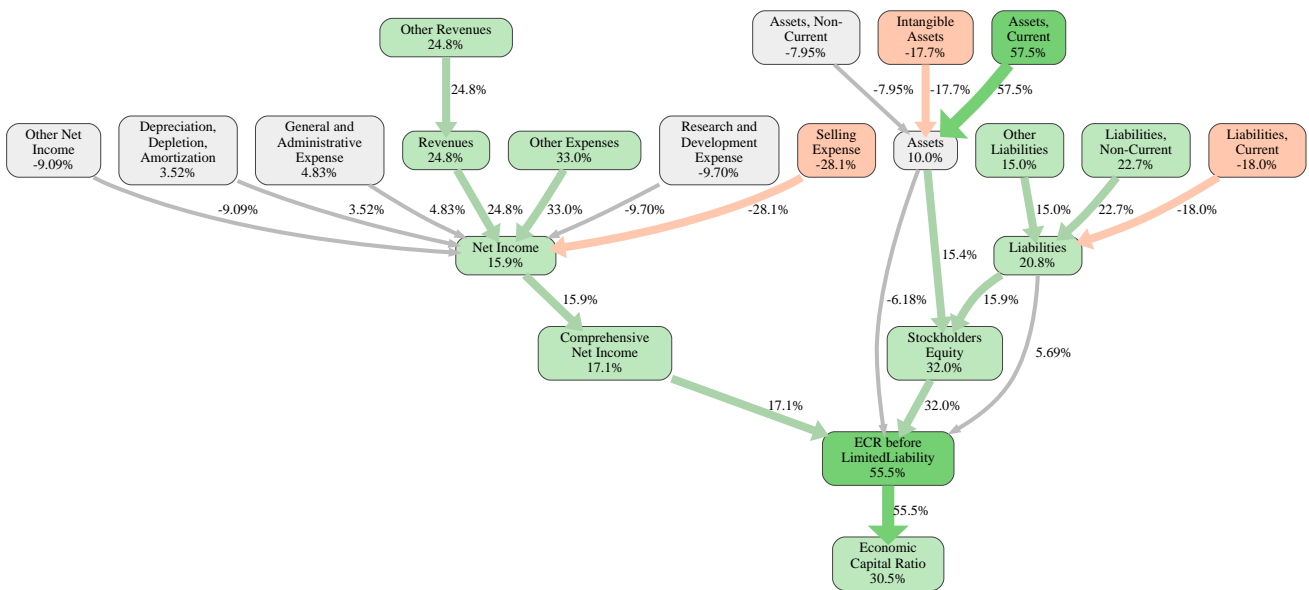 Other Revenues
24.8%
Assets, Non-
Current
-7.95%
Intangible
Assets
-17.7%
Assets,
Current
57.5%
24.8%
-7.95%
-17.7%
57.5%
Other Net
Income
-9.09%
Depreciation,
Depletion,
Amortization
3.52%
General and
Administrative
Expense
4.83%
Revenues
24.8%
Other Expenses
33.0%
Research and
Development
Expense
-9.70%
Selling
Expense
-28.1%
Assets
10.0%
Other
Liabilities
15.0%
Liabilities,
Non-Current
22.7%
Liabilities,
Current
-18.0%
-9.09%
3.52%
4.83%
24.8%
33.0%
-9.70%
-28.1%
15.0%
22.7%
-18.0%
Net Income
15.9%
Liabilities
20.8%
15.4%
15.9%
-6.18%
15.9%
5.69%
Comprehensive
Net Income
17.1%
Stockholders
Equity
32.0%
17.1%
32.0%
ECR before
LimitedLiability
55.5%
55.5%
Economic
Capital Ratio
30.5%